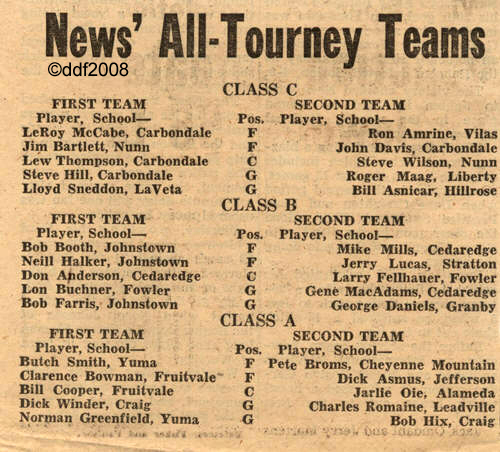 News' All-Tourney Teams
©ddf2008
CLASS C
FIRST TEAM SECOND TEAM
Player, School— Pos. Player, School—
LeRoy McCabe, Carbondale F Ron Amrine, Vilas
Jim Bartlett, Nunn F John Davis, Carbondale
Lew Thompson, Carbondale C Steve Wilson, Nunn
Steve Hill, Carbondale G Roger Maag, Liberty
Lloyd Sneddon, LaVeta G Bill Asnicar, Hillrose
CLASS B
FIRST TEAM SECOND TEAM
Player, School— Pos. Player, School—
Bob Booth, Johnstown F Mike Mills, Cedaredge
Neill Halker, Johnstown F Jerry Lucas, Stratton
Don Anderson, Cedaredge C Larry Fellhauer, Fowler
Lon Buchner, Fowler G Gene MacAdams, Cedaredge
Bob Farris, Johnstown G George Daniels, Granby
CLASS A
FIRST TEAM SECOND TEAM
Player, School— Pos. Player, School—
Butch Smith, Yuma F Pete Broms, Cheyenne Mountain
Clarence Bowman, Fruitvale F Dick Asmus, Jefferson
Bill Cooper, Fruitvale C Jarlie Oie, Alameda
Dick Winder, Craig G Charles Romaine, Leadville
Norman Greenfield, Yuma G Bob Hix, Craig